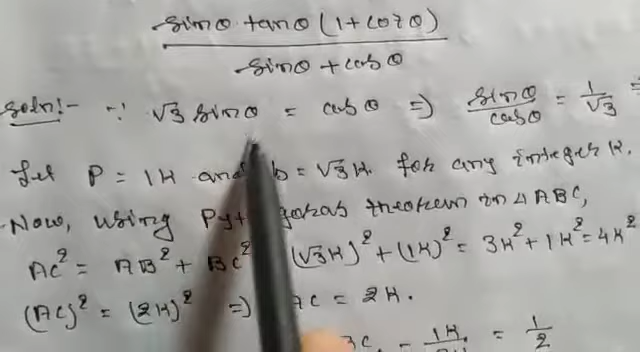 sinθ · tanθ (1 + cotθ)
sinθ + cosθ
Soln:- ∵ √3 sinθ = cosθ ⇒ sinθ/cosθ = 1/√3 =
Let P = 1K and b = √3K. for any integer K.
Now, using theorem in △ABC,
AC² = AB² + BC² (√3K)² + (1K)² = 3K² + 1K² = 4K²
(AC)² = (2K)² ⇒ AC = 2K.
= 1K = 1/2